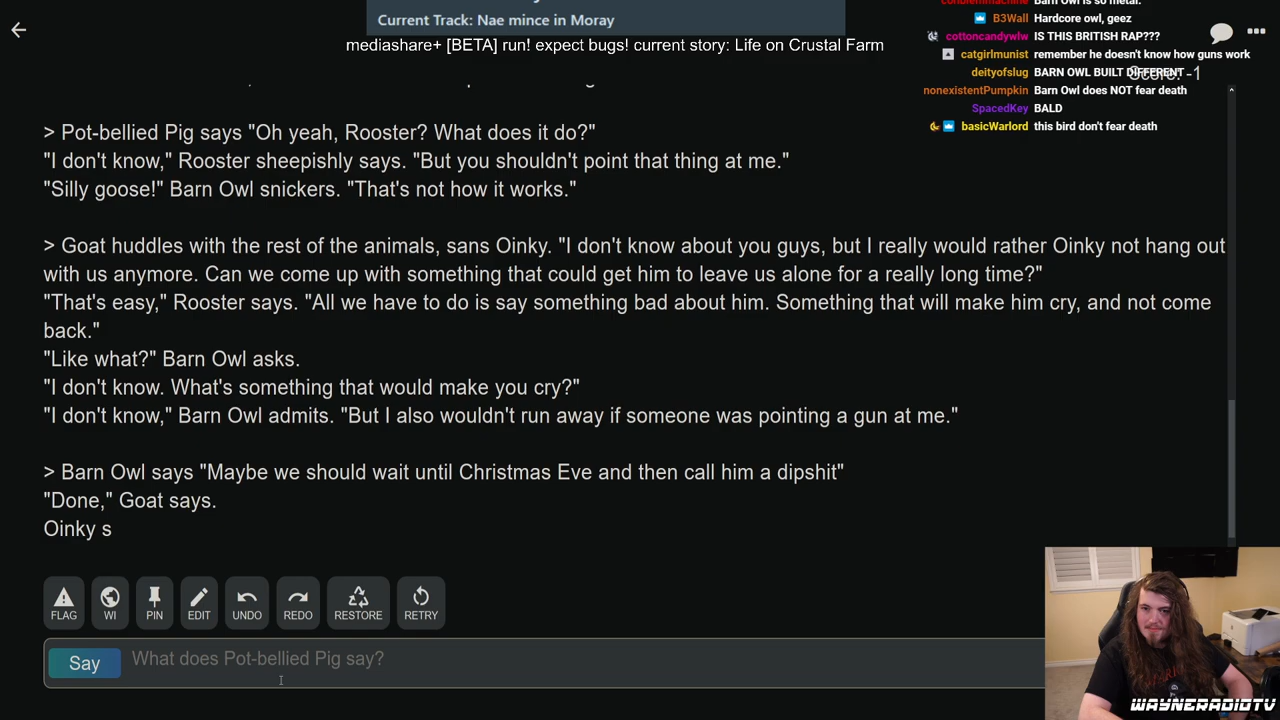 Current Track: Nae mince in Moray
mediashare+ [BETA] run! expect bugs! current story: Life on Crustal Farm
Barn Owl is so metal.
B3Wall Hardcore owl, geez
cottoncandywlw IS THIS BRITISH RAP???
catgirlmunist remember he doesn't know how guns work
deityofslug BARN OWL BUILT DIFFERENT
Score: -1
nonexistentPumpkin Barn Owl does NOT fear death
SpacedKey BALD
basicWarlord this bird don't fear death
> Pot-bellied Pig says "Oh yeah, Rooster? What does it do?"
"I don't know," Rooster sheepishly says. "But you shouldn't point that thing at me."
"Silly goose!" Barn Owl snickers. "That's not how it works."
> Goat huddles with the rest of the animals, sans Oinky. "I don't know about you guys, but I really would rather Oinky not hang out
with us anymore. Can we come up with something that could get him to leave us alone for a really long time?"
"That's easy," Rooster says. "All we have to do is say something bad about him. Something that will make him cry, and not come
back."
"Like what?" Barn Owl asks.
"I don't know. What's something that would make you cry?"
"I don't know," Barn Owl admits. "But I also wouldn't run away if someone was pointing a gun at me."
> Barn Owl says "Maybe we should wait until Christmas Eve and then call him a dipshit"
"Done," Goat says.
Oinky s
FLAG WI PIN EDIT UNDO REDO RESTORE RETRY
Say What does Pot-bellied Pig say?
WAYNERADIOTV